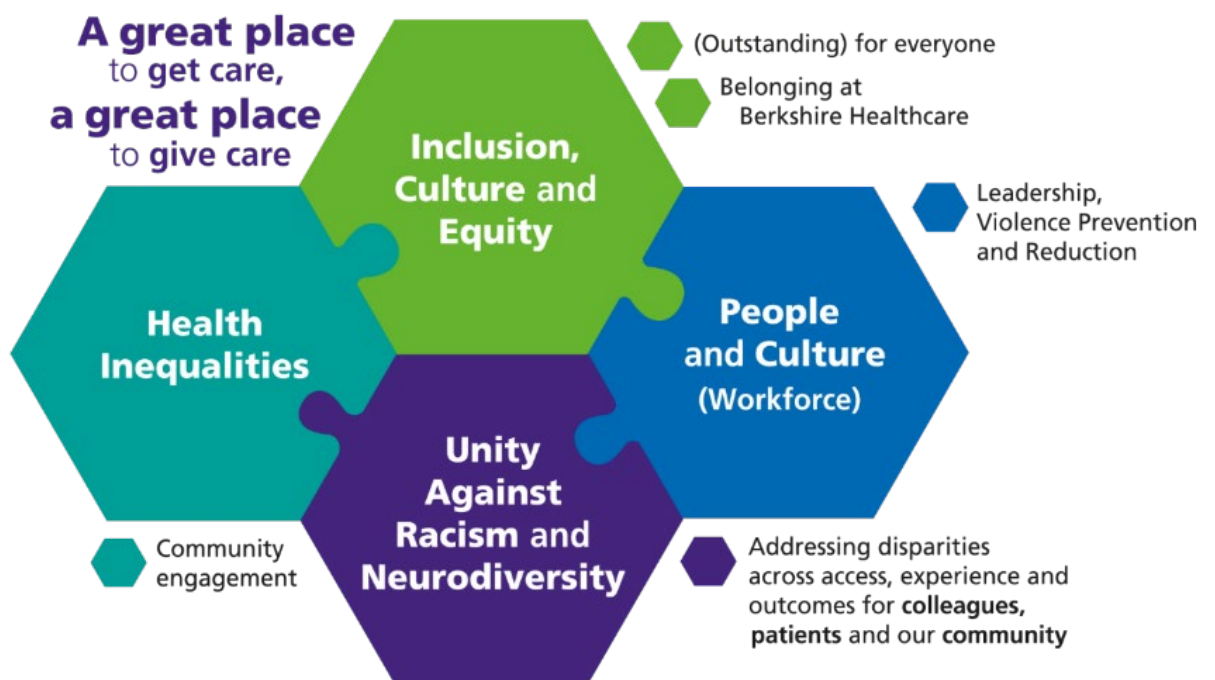 A great place
to get care,
a great place
to give care
(Outstanding) for everyone
Belonging at
Berkshire Healthcare
Inclusion,
Culture and
Equity
Leadership,
Violence Prevention
and Reduction
Health
Inequalities
People
and Culture
(Workforce)
Unity
Against
Racism and
Neurodiversity
Community
engagement
Addressing disparities
across access, experience and
outcomes for colleagues,
patients and our community